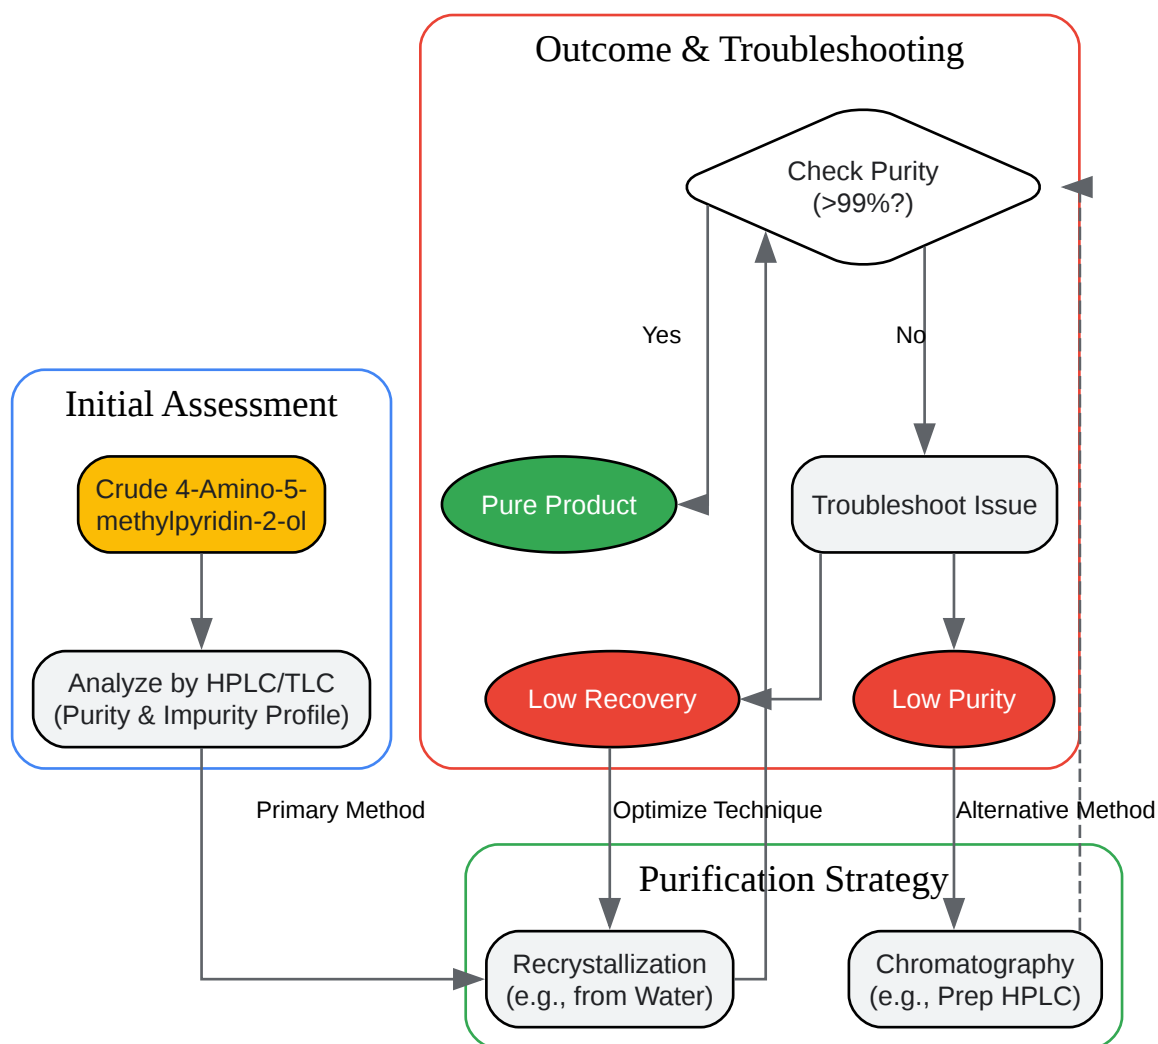 Outcome & Troubleshooting
Check Purity
(>99%?)
Yes
No
Initial Assessment
Crude 4-Amino-5-
methylpyridin-2-ol
Pure Product
Troubleshoot Issue
Analyze by HPLC/TLC
(Purity & Impurity Profile)
Low Recovery
Low Purity
Primary Method
Optimize Technique
Alternative Method
Purification Strategy
Recrystallization
(e.g., from Water)
Chromatography
(e.g., Prep HPLC)